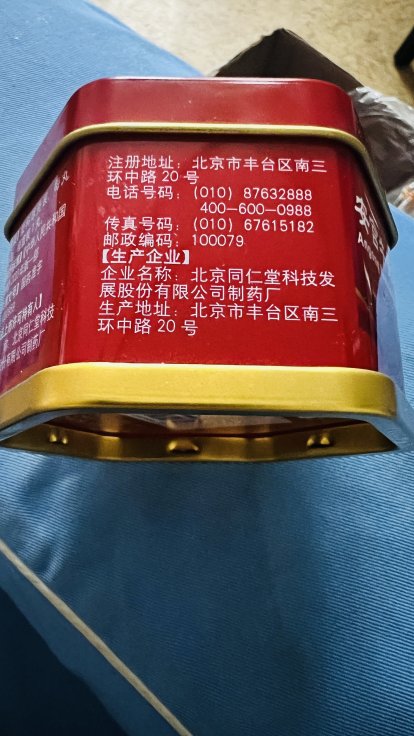 注册地址：北京市丰台区南三
环中路 20 号
电话号码：(010) 87632888
400-600-0988
传真号码：(010) 67615182
邮政编码：100079
【生产企业】
企业名称：北京同仁堂科技发
展股份有限公司制药厂
生产地址：北京市丰台区南三
环中路 20 号